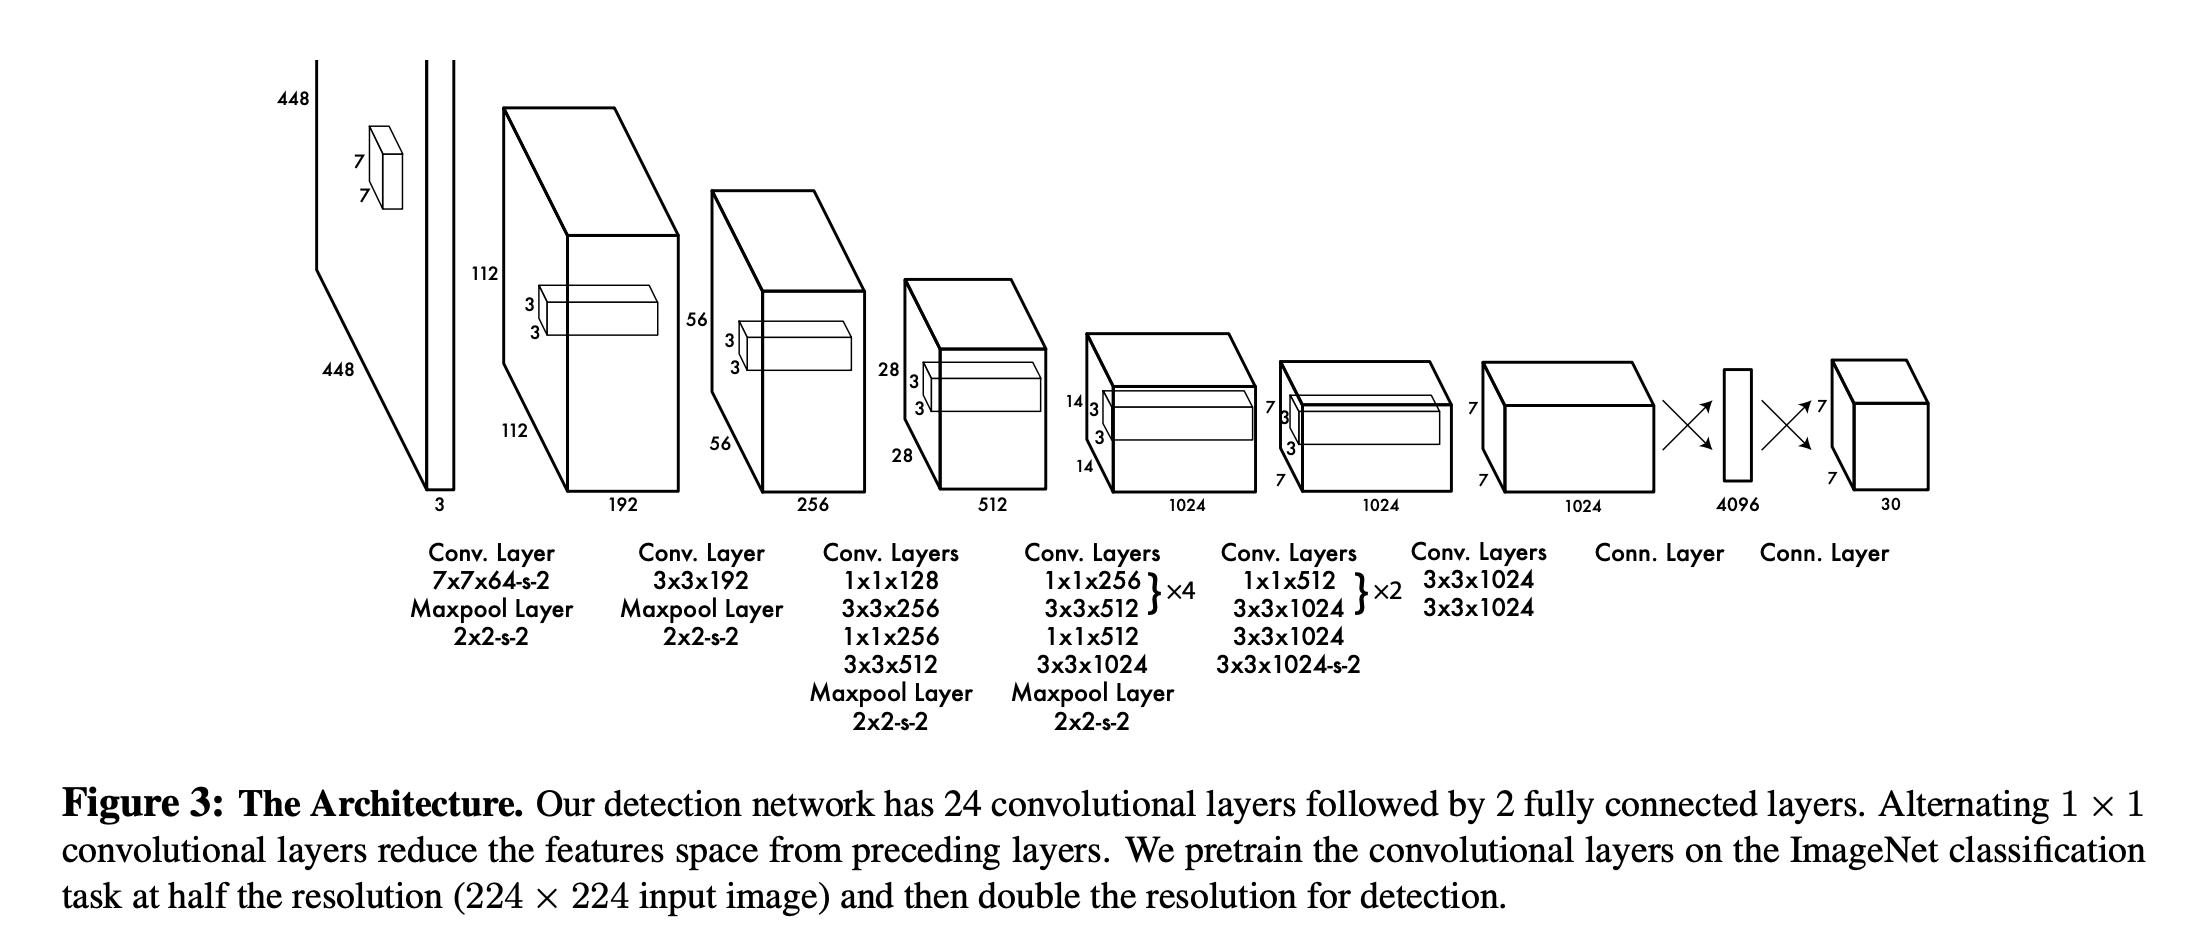 448
7
7
448
3
112
3
3
112
192
56
3
3
56
256
28
3
3
28
512
14
3
3
14
1024
7
3
3
7
1024
7
7
1024
4096
7
7
30
Conv. Layer
7x7x64-s-2
Maxpool Layer
2x2-s-2
Conv. Layer
3x3x192
Maxpool Layer
2x2-s-2
Conv. Layers
1x1x128
3x3x256
1x1x256
3x3x512
Maxpool Layer
2x2-s-2
Conv. Layers
1x1x256
3x3x512
} ×4
1x1x512
3x3x1024
Maxpool Layer
2x2-s-2
Conv. Layers
1x1x512
3x3x1024
} ×2
3x3x1024
3x3x1024-s-2
Conv. Layers
3x3x1024
3x3x1024
Conn. Layer
Conn. Layer
Figure 3: The Architecture. Our detection network has 24 convolutional layers followed by 2 fully connected layers. Alternating 1 × 1
convolutional layers reduce the features space from preceding layers. We pretrain the convolutional layers on the ImageNet classification
task at half the resolution (224 × 224 input image) and then double the resolution for detection.